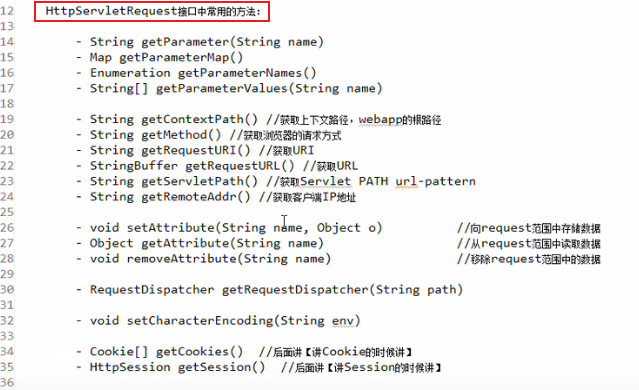 12 HttpServletRequest接口中常用的方法：
13
14 - String getParameter(String name)
15 - Map getParameterMap()
16 - Enumeration getParameterNames()
17 - String[] getParameterValues(String name)
18
19 - String getContextPath() //获取上下文路径，webapp的根路径
20 - String getMethod() //获取浏览器的请求方式
21 - String getRequestURI() //获取URI
22 - StringBuffer getRequestURL() //获取URL
23 - String getServletPath() //获取Servlet PATH url-pattern
24 - String getRemoteAddr() //获取客户端IP地址
25
26 - void setAttribute(String name, Object o) //向request范围中存储数据
27 - Object getAttribute(String name) //从request范围中读取数据
28 - void removeAttribute(String name) //移除request范围中的数据
29
30 - RequestDispatcher getRequestDispatcher(String path)
31
32 - void setCharacterEncoding(String env)
33
34 - Cookie[] getCookies() //后面讲【讲Cookie的时候讲】
35 - HttpSession getSession() //后面讲【讲Session的时候讲】
36